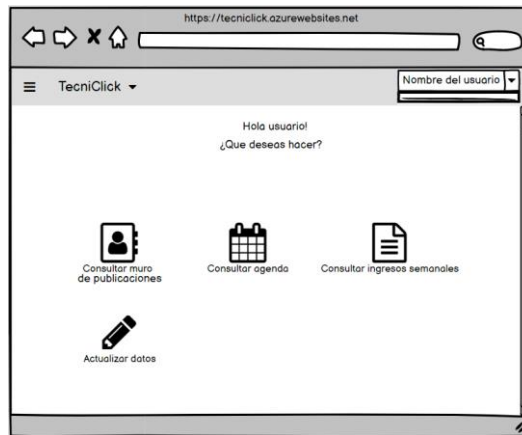 https://tecniclick.azurewebsites.net
TecniClick
Nombre del usuario
Hola usuario!
¿Que deseas hacer?
Consultar muro
de publicaciones
Consultar agenda
Consultar ingresos semanales
Actualizar datos